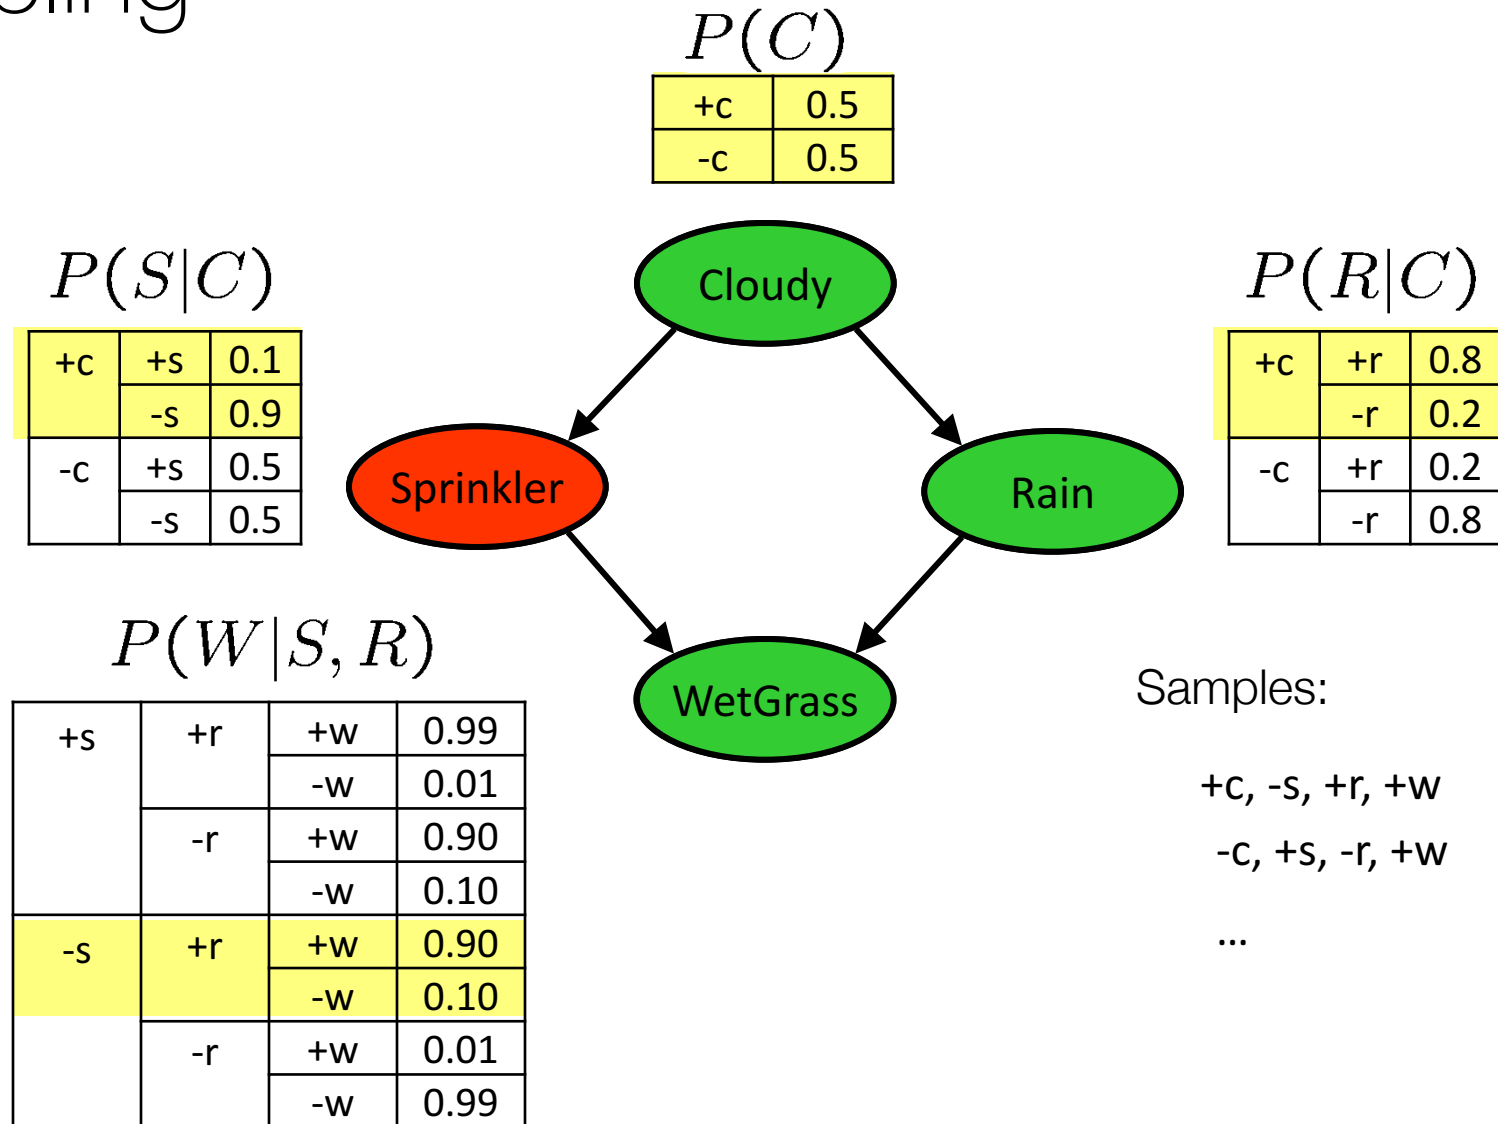 P(C)
+c 0.5
-c 0.5
P(S|C)
+c +s 0.1
-s 0.9
-c +s 0.5
-s 0.5
Cloudy
P(R|C)
+c +r 0.8
-r 0.2
-c +r 0.2
-r 0.8
Sprinkler
Rain
P(W|S, R)
+s +r +w 0.99
-w 0.01
-r +w 0.90
-w 0.10
-s +r +w 0.90
-w 0.10
-r +w 0.01
-w 0.99
WetGrass
Samples:
+c, -s, +r, +w
-c, +s, -r, +w
...